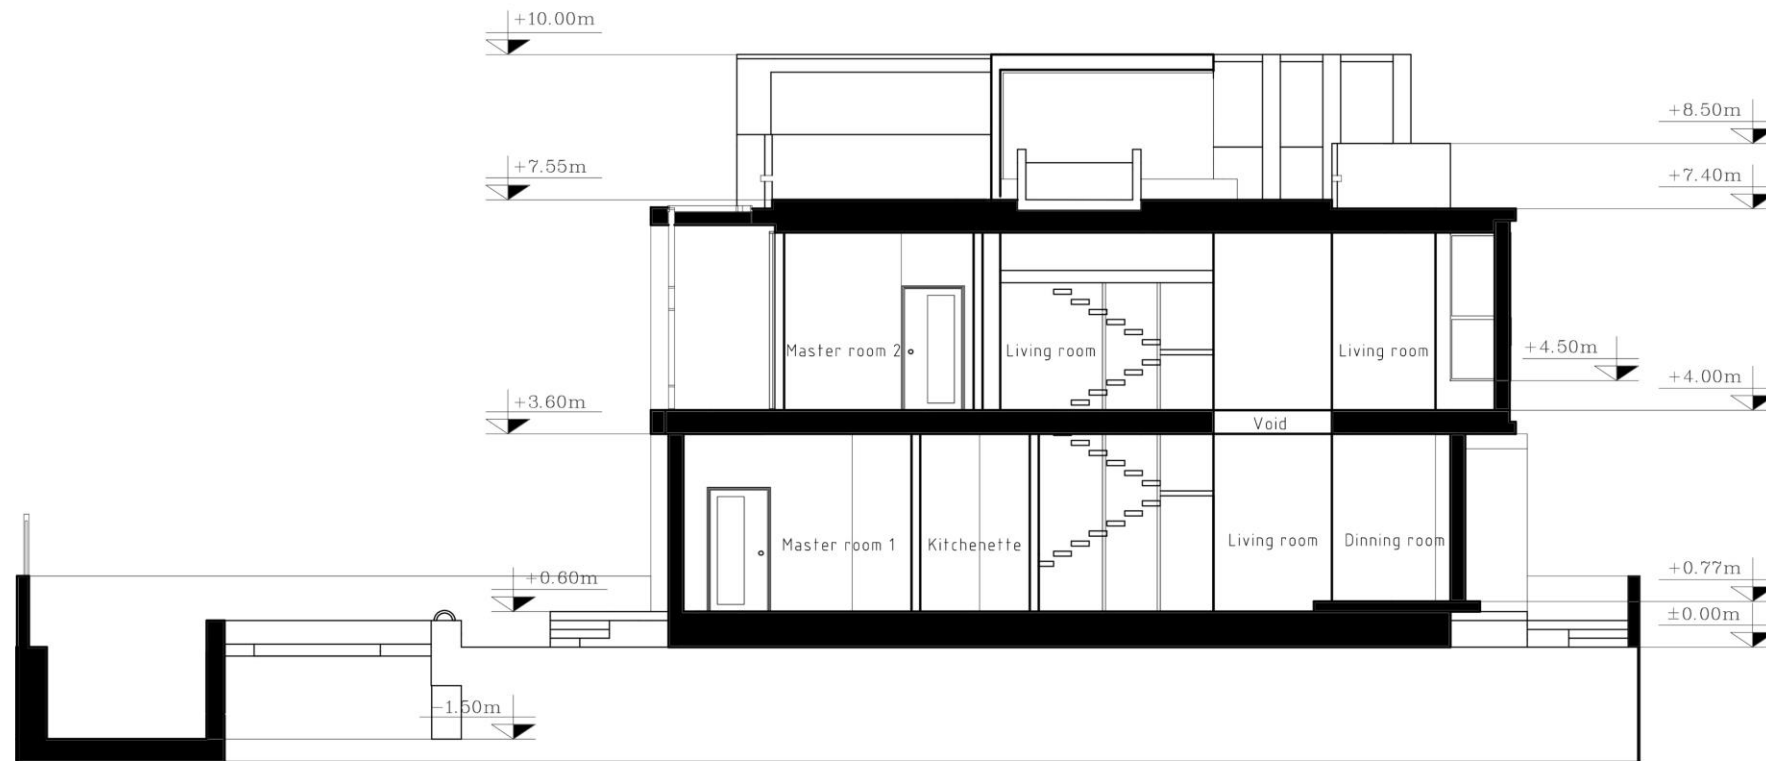 +10.00m
+8.50m
+7.55m
+7.40m
Master room 2
Living room
Living room
+4.50m
+4.00m
+3.60m
Void
Master room 1
Kitchenette
Living room
Dinning room
+0.77m
+0.60m
±0.00m
-1.50m